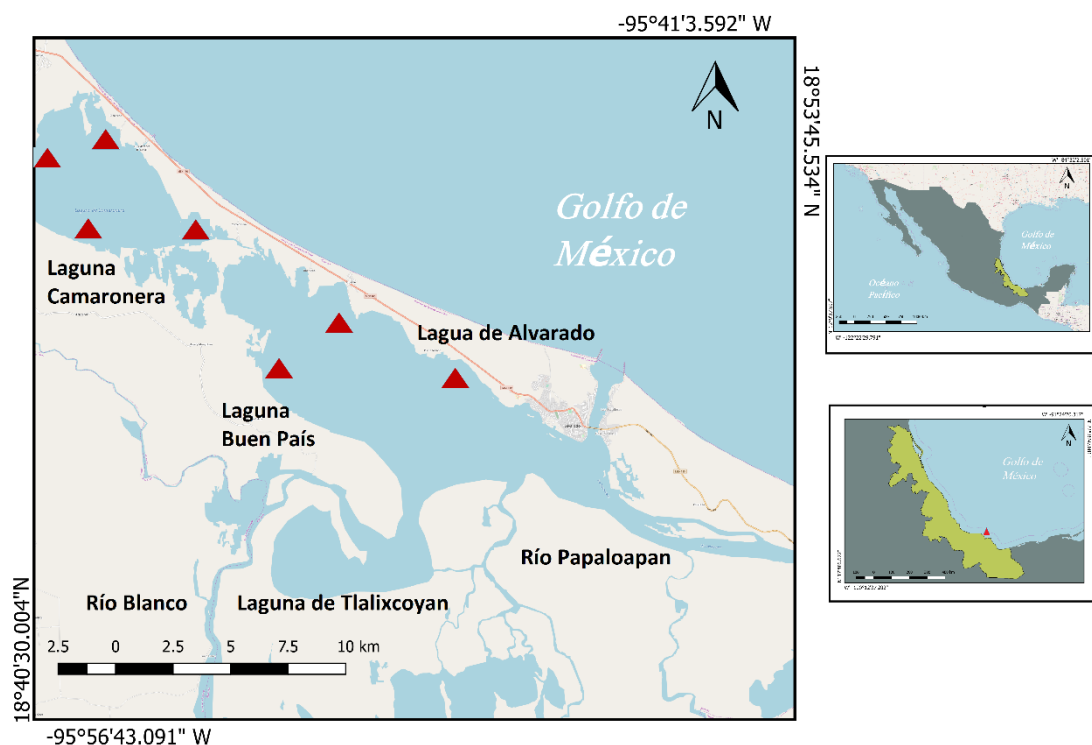 -95°41'3.592" W
18°53'45.534" N
N
Golfo de
México
Laguna
Camaronera
Lagua de Alvarado
Laguna
Buen País
Río Papaloapan
Río Blanco
Laguna de Tlalixcoyan
2.5 0 2.5 5 7.5 10 km
18°40'30.004"N
-95°56'43.091" W
N
Golfo de
México
Océano
Pacífico
N
Golfo de
México